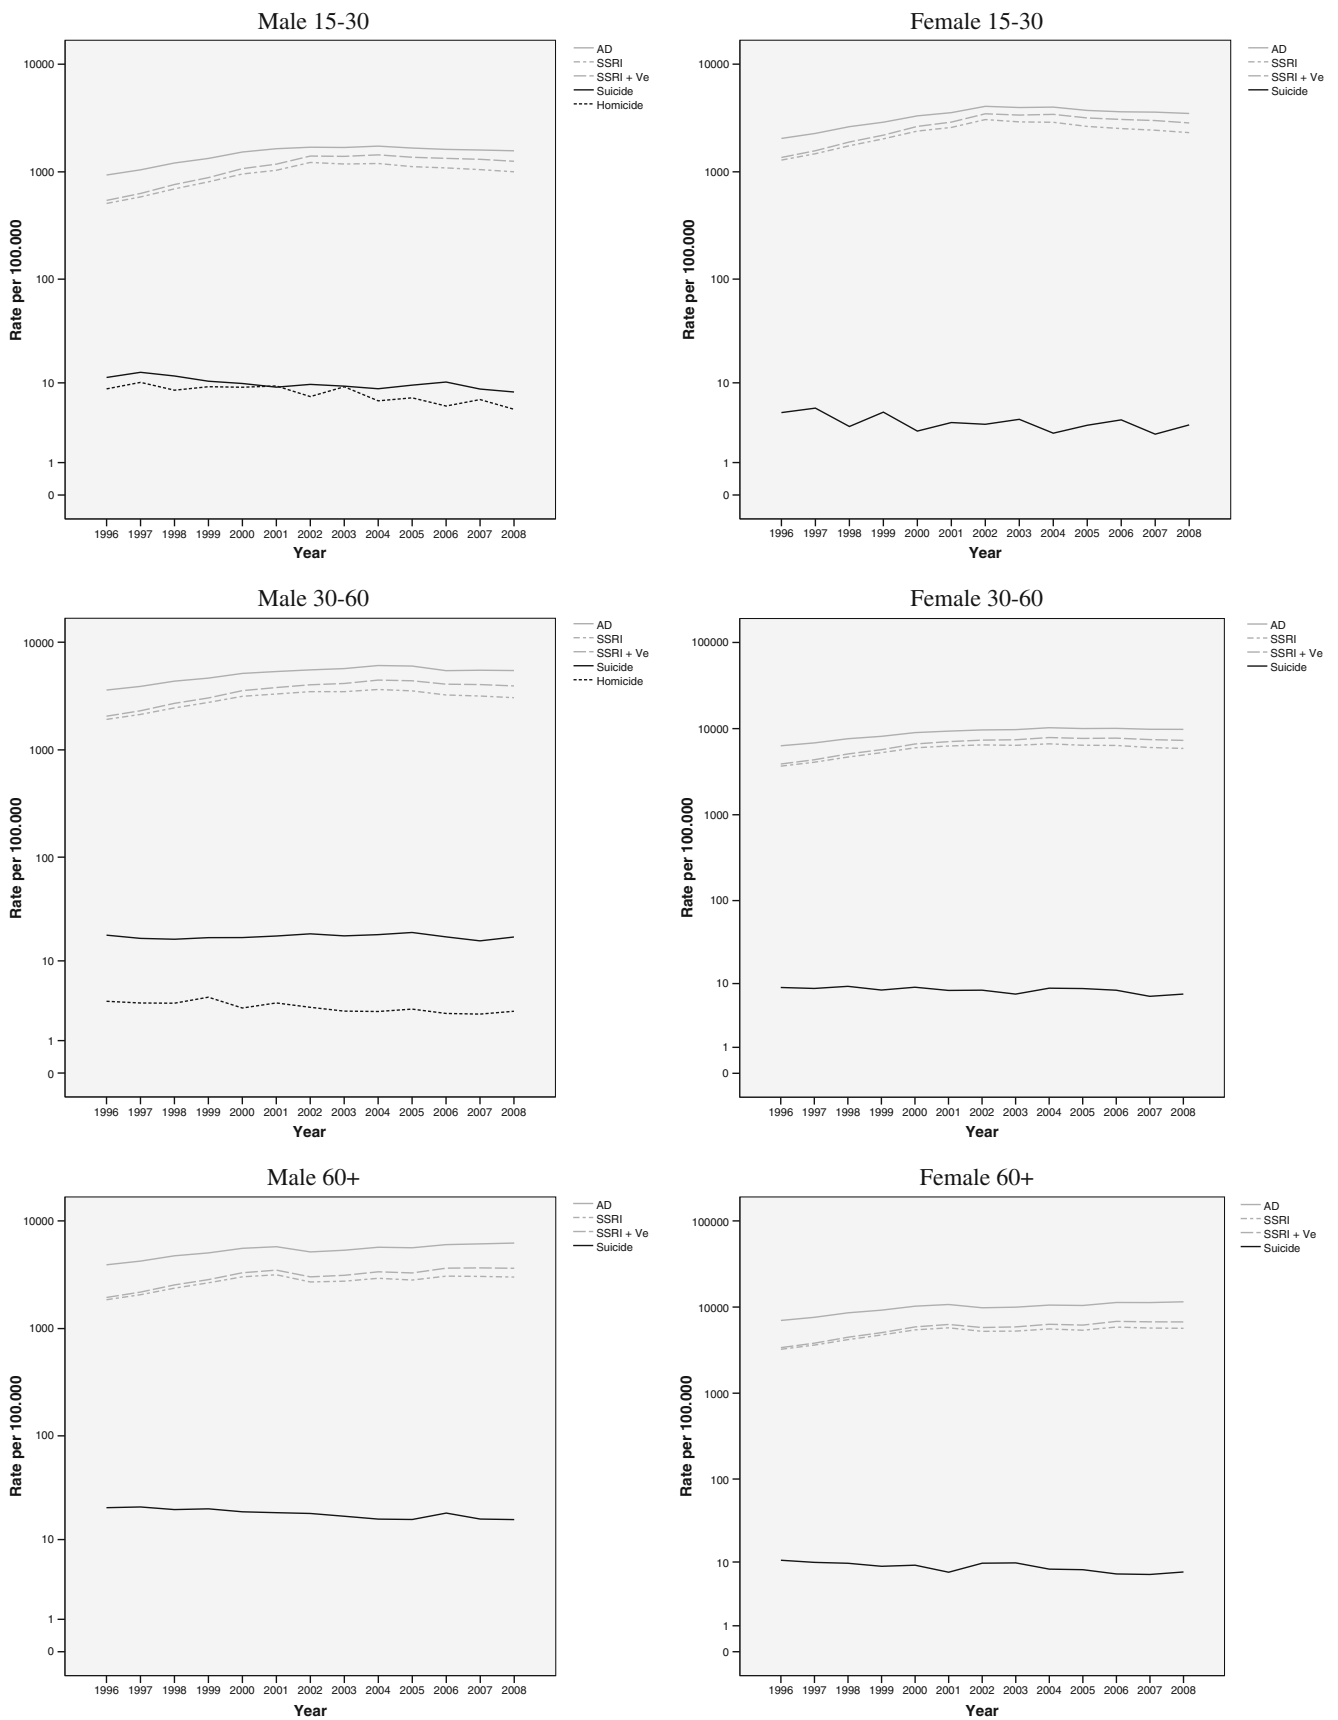 Male 15-30
10000
1000
100
10
1
0
Rate per 100.000
1996 1997 1998 1999 2000 2001 2002 2003 2004 2005 2006 2007 2008
Year
AD
SSRI
SSRI + Ve
Suicide
Homicide
Female 15-30
10000
1000
100
10
1
0
Rate per 100.000
1996 1997 1998 1999 2000 2001 2002 2003 2004 2005 2006 2007 2008
Year
AD
SSRI
SSRI + Ve
Suicide
Male 30-60
10000
1000
100
10
1
0
Rate per 100.000
1996 1997 1998 1999 2000 2001 2002 2003 2004 2005 2006 2007 2008
Year
AD
SSRI
SSRI + Ve
Suicide
Homicide
Female 30-60
100000
10000
1000
100
10
1
0
Rate per 100.000
1996 1997 1998 1999 2000 2001 2002 2003 2004 2005 2006 2007 2008
Year
AD
SSRI
SSRI + Ve
Suicide
Male 60+
10000
1000
100
10
1
0
Rate per 100.000
1996 1997 1998 1999 2000 2001 2002 2003 2004 2005 2006 2007 2008
Year
AD
SSRI
SSRI + Ve
Suicide
Female 60+
100000
10000
1000
100
10
1
0
Rate per 100.000
1996 1997 1998 1999 2000 2001 2002 2003 2004 2005 2006 2007 2008
Year
AD
SSRI
SSRI + Ve
Suicide